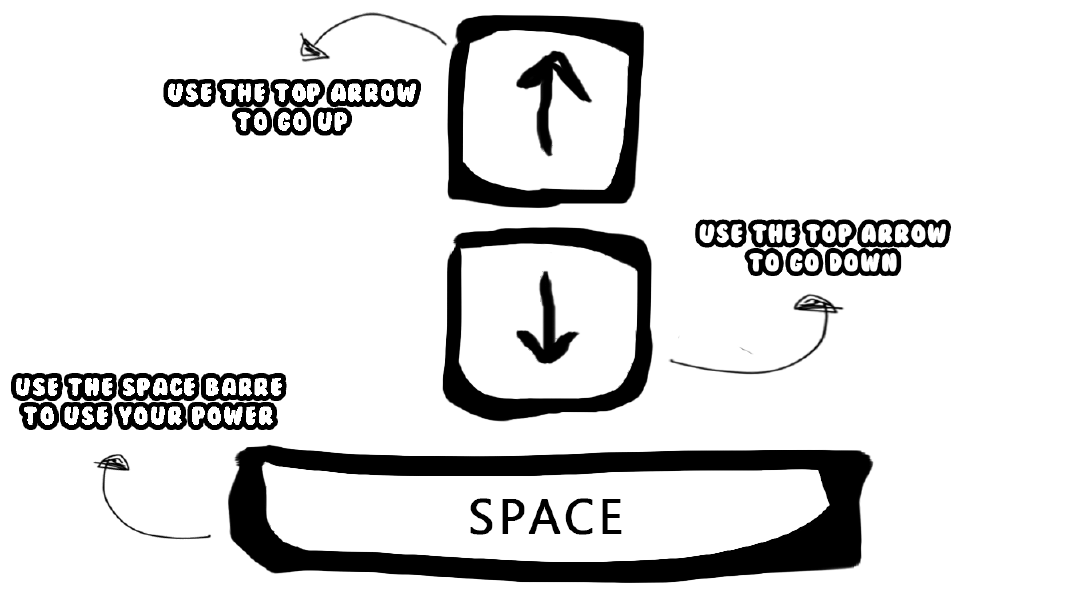 USE THE TOP ARROW
TO GO UP
USE THE TOP ARROW
TO GO DOWN
USE THE SPACE BARRE
TO USE YOUR POWER
SPACE